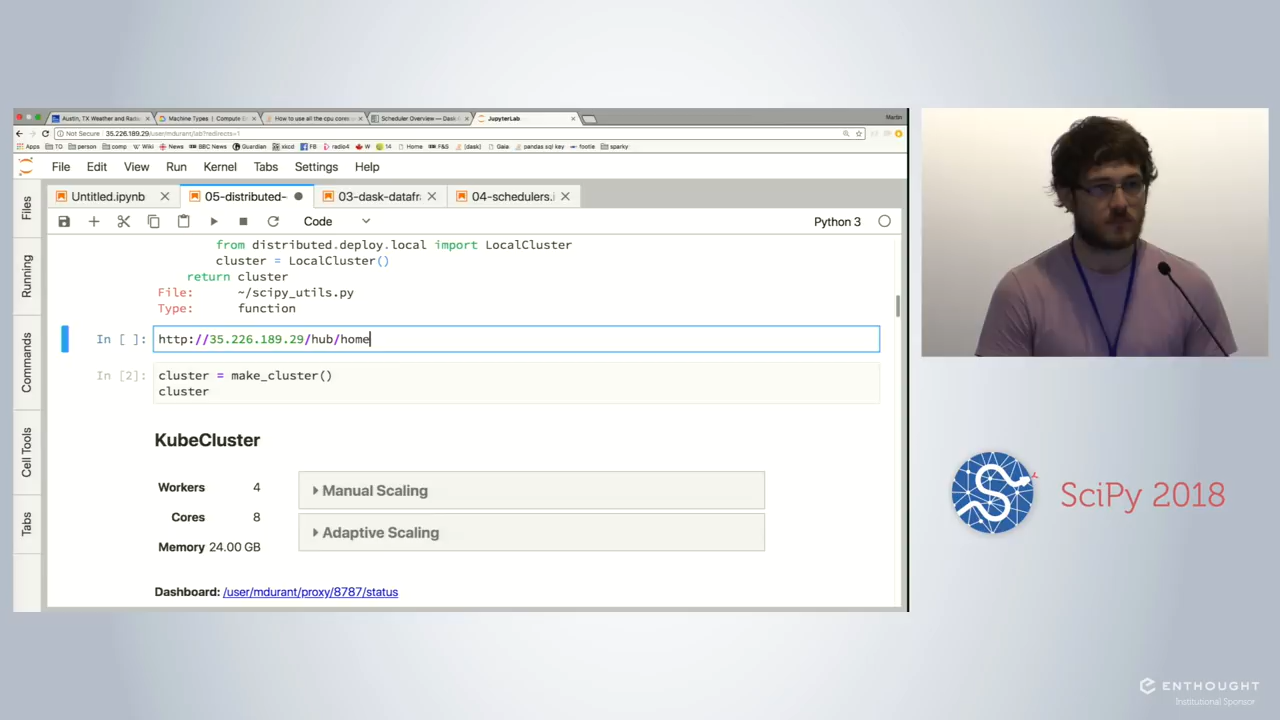 Austin, TX Weather and Rada
Machine Types | Compute E
How to use all the cpu cores
Scheduler Overview — Dask
JupyterLab
Martin
Not Secure 35.226.189.29/user/mdurant/lab?redirects=1
Apps TO person comp Wiki News BBC News Guardian xkcd FB radio4 W 14 Home F&S [dask] Gaia pandas sql key footie sparky
File Edit View Run Kernel Tabs Settings Help
Untitled.ipynb 05-distributed- 03-dask-datafr 04-schedulers.i
Code Python 3
Files
Running
Commands
Cell Tools
Tabs
from distributed.deploy.local import LocalCluster
cluster = LocalCluster()
return cluster
File: ~/scipy_utils.py
Type: function
In [ ]: http://35.226.189.29/hub/home
In [2]: cluster = make_cluster()
cluster
KubeCluster
Workers 4
Cores 8
Memory 24.00 GB
Manual Scaling
Adaptive Scaling
Dashboard: /user/mdurant/proxy/8787/status
SciPy 2018
ENTHOUGHT
Institutional Sponsor